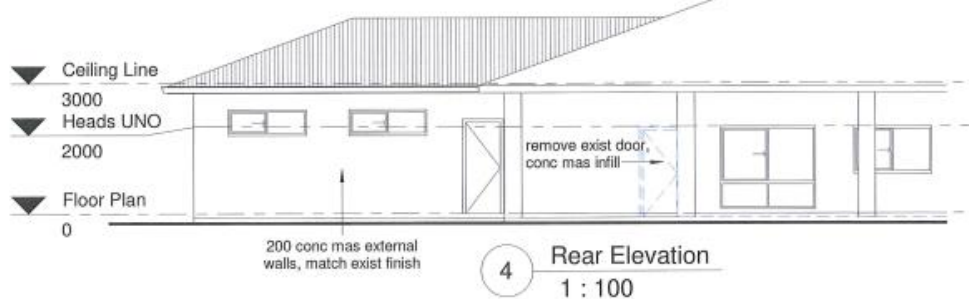 Ceiling Line
3000
Heads UNO
2000
remove exist door,
conc mas infill
Floor Plan
0
200 conc mas external
walls, match exist finish
4
Rear Elevation
1 : 100